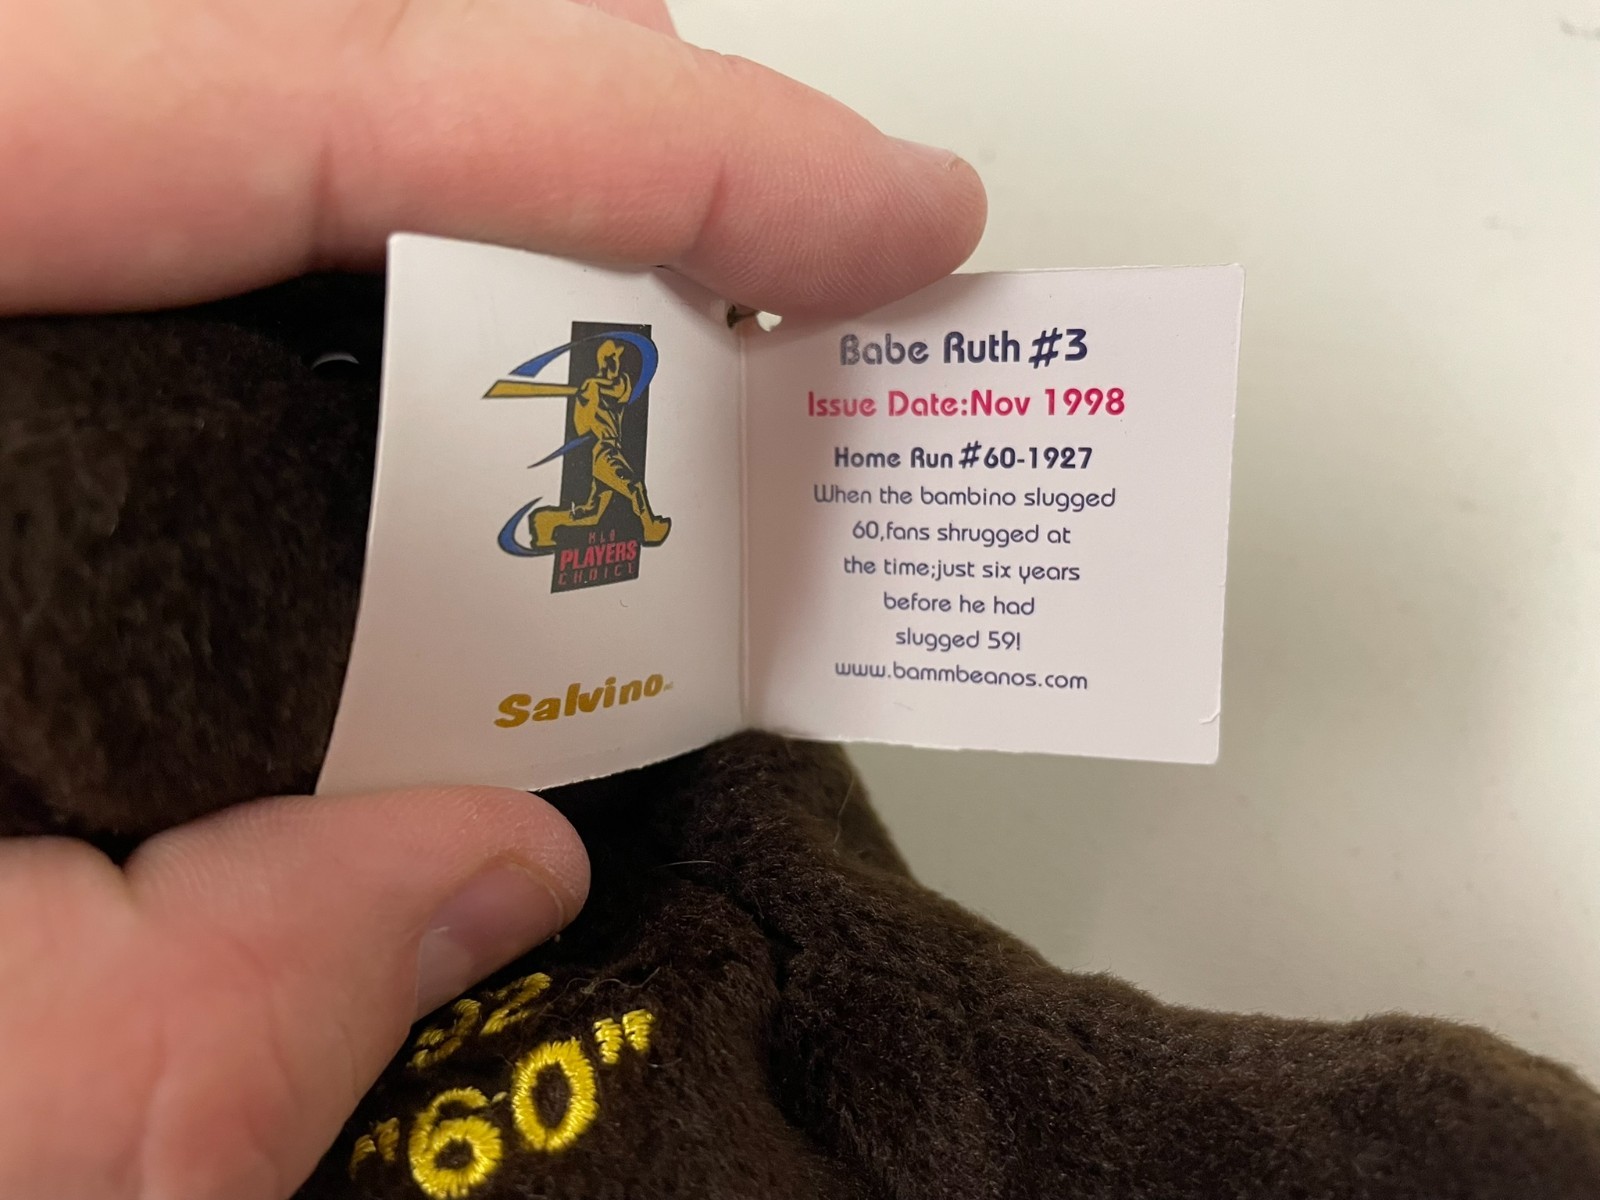 MLB
PLAYERS
CHOICE
Salvino
Babe Ruth #3
Issue Date:Nov 1998
Home Run #60-1927
When the bambino slugged
60,fans shrugged at
the time;just six years
before he had
slugged 59!
www.bammbeanos.com
"60"